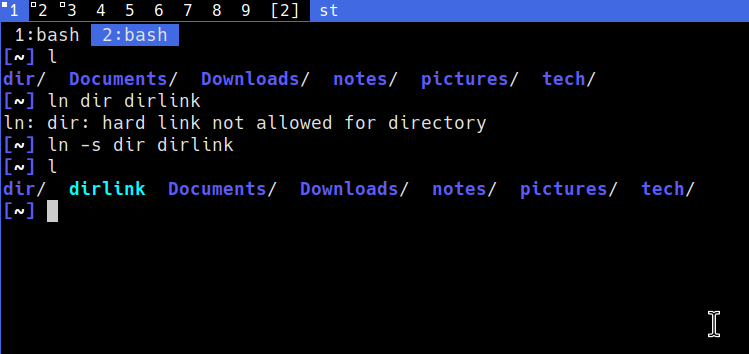 1 2 3 4 5 6 7 8 9 [2] st
1:bash 2:bash
[~] l
dir/ Documents/ Downloads/ notes/ pictures/ tech/
[~] ln dir dirlink
ln: dir: hard link not allowed for directory
[~] ln -s dir dirlink
[~] l
dir/ dirlink Documents/ Downloads/ notes/ pictures/ tech/
[~]